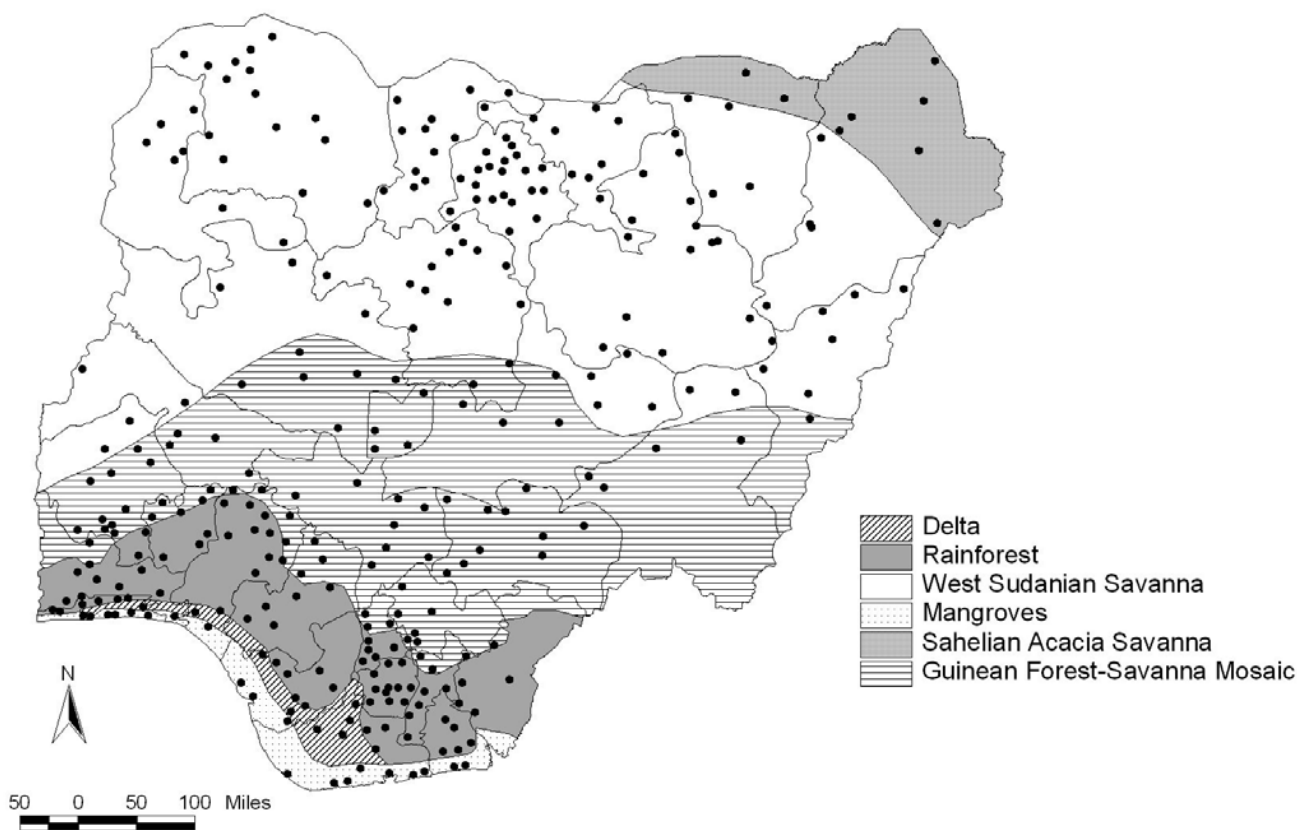 Delta
Rainforest
West Sudanian Savanna
Mangroves
Sahelian Acacia Savanna
Guinean Forest-Savanna Mosaic
N
50 0 50 100 Miles